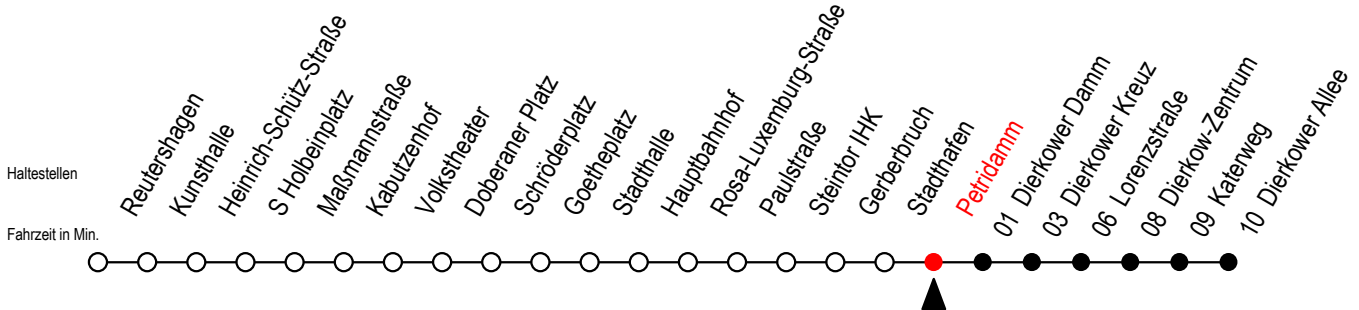 Haltestellen
Fahrzeit in Min.
Reutershagen
Kunsthalle
Heinrich-Schütz-Straße
S Holbeinplatz
Maßmannstraße
Kabutzenhof
Volkstheater
Doberaner Platz
Schröderplatz
Goetheplatz
Stadthalle
Hauptbahnhof
Rosa-Luxemburg-Straße
Paulstraße
Steintor IHK
Gerberbruch
Stadthafen
Petridamm
01 Dierkower Damm
03 Dierkower Kreuz
06 Lorenzstraße
08 Dierkow-Zentrum
09 Katerweg
10 Dierkower Allee